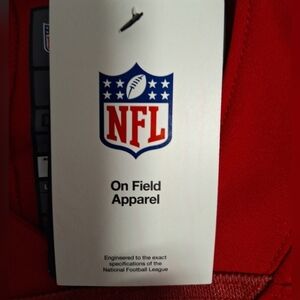 NFL
On Field
Apparel
Engineered to the exact
specifications of the
National Football League